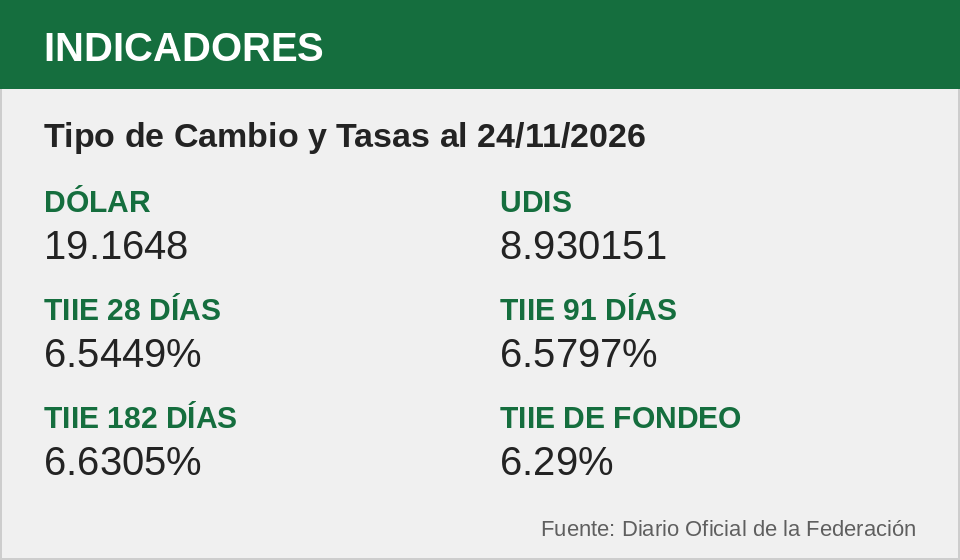 INDICADORES
Tipo de Cambio y Tasas al 24/11/2026
DÓLAR
19.1648
UDIS
8.930151
TIIE 28 DÍAS
6.5449%
TIIE 91 DÍAS
6.5797%
TIIE 182 DÍAS
6.6305%
TIIE DE FONDEO
6.29%
Fuente: Diario Oficial de la Federación